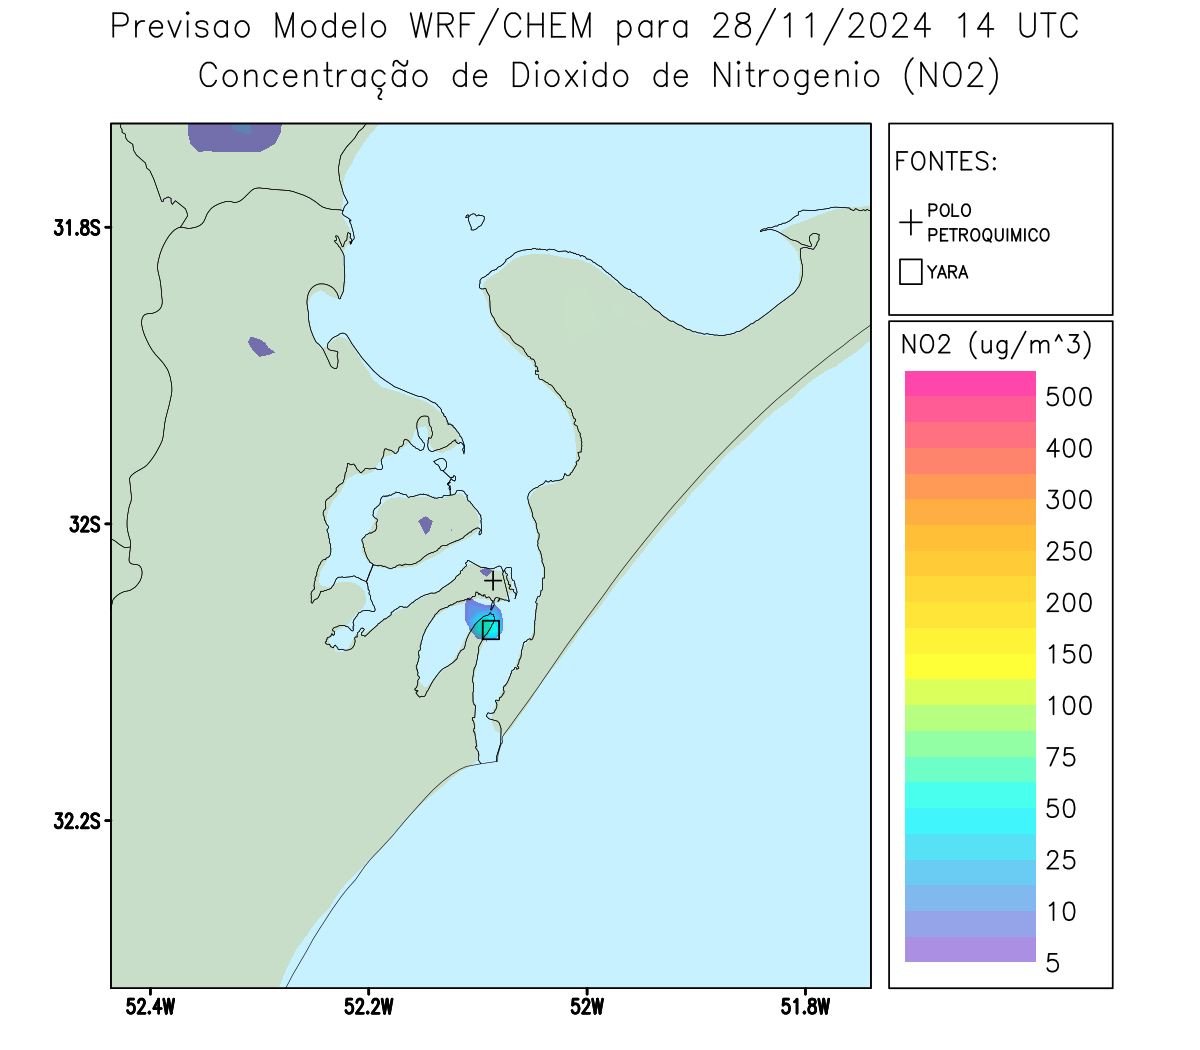 Previsao Modelo WRF/CHEM para 28/11/2024 14 UTC
Concentração de Dioxido de Nitrogenio (NO2)
FONTES:
POLO
PETROQUIMICO
YARA
NO2 (ug/m^3)
500
400
300
250
200
150
100
75
50
25
10
5
31.8S
32S
32.2S
52.4W
52.2W
52W
51.8W